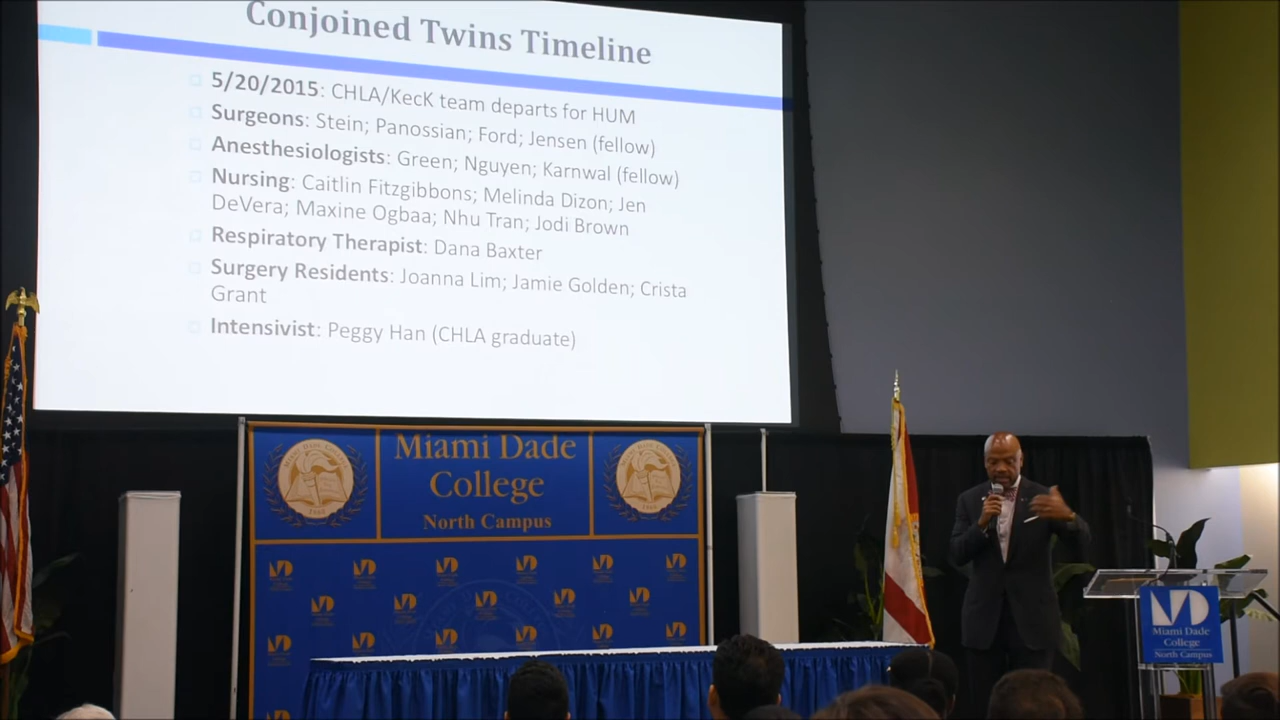 Conjoined Twins Timeline
5/20/2015: CHLA/KecK team departs for HUM
Surgeons: Stein; Panossian; Ford; Jensen (fellow)
Anesthesiologists: Green; Nguyen; Karnwal (fellow)
Nursing: Caitlin Fitzgibbons; Melinda Dizon; Jen
DeVera; Maxine Ogbaa; Nhu Tran; Jodi Brown
Respiratory Therapist: Dana Baxter
Surgery Residents: Joanna Lim; Jamie Golden; Crista
Grant
Intensivist: Peggy Han (CHLA graduate)
Miami Dade
College
North Campus
Miami Dade
College
North Campus